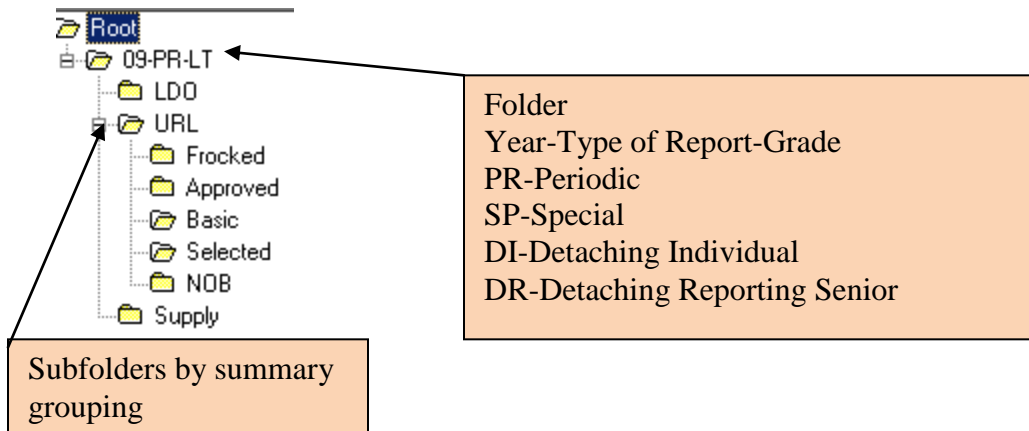 Root
09-PR-LT
LDO
URL
Frocked
Approved
Basic
Selected
NOB
Supply
Folder
Year-Type of Report-Grade
PR-Periodic
SP-Special
DI-Detaching Individual
DR-Detaching Reporting Senior
Subfolders by summary
grouping